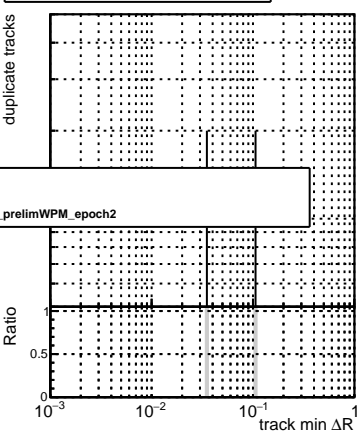 duplicate tracks
_prelimWPM_epoch2
Ratio
1
0.5
0
10⁻³ 10⁻² 10⁻¹ 1
track min ΔR